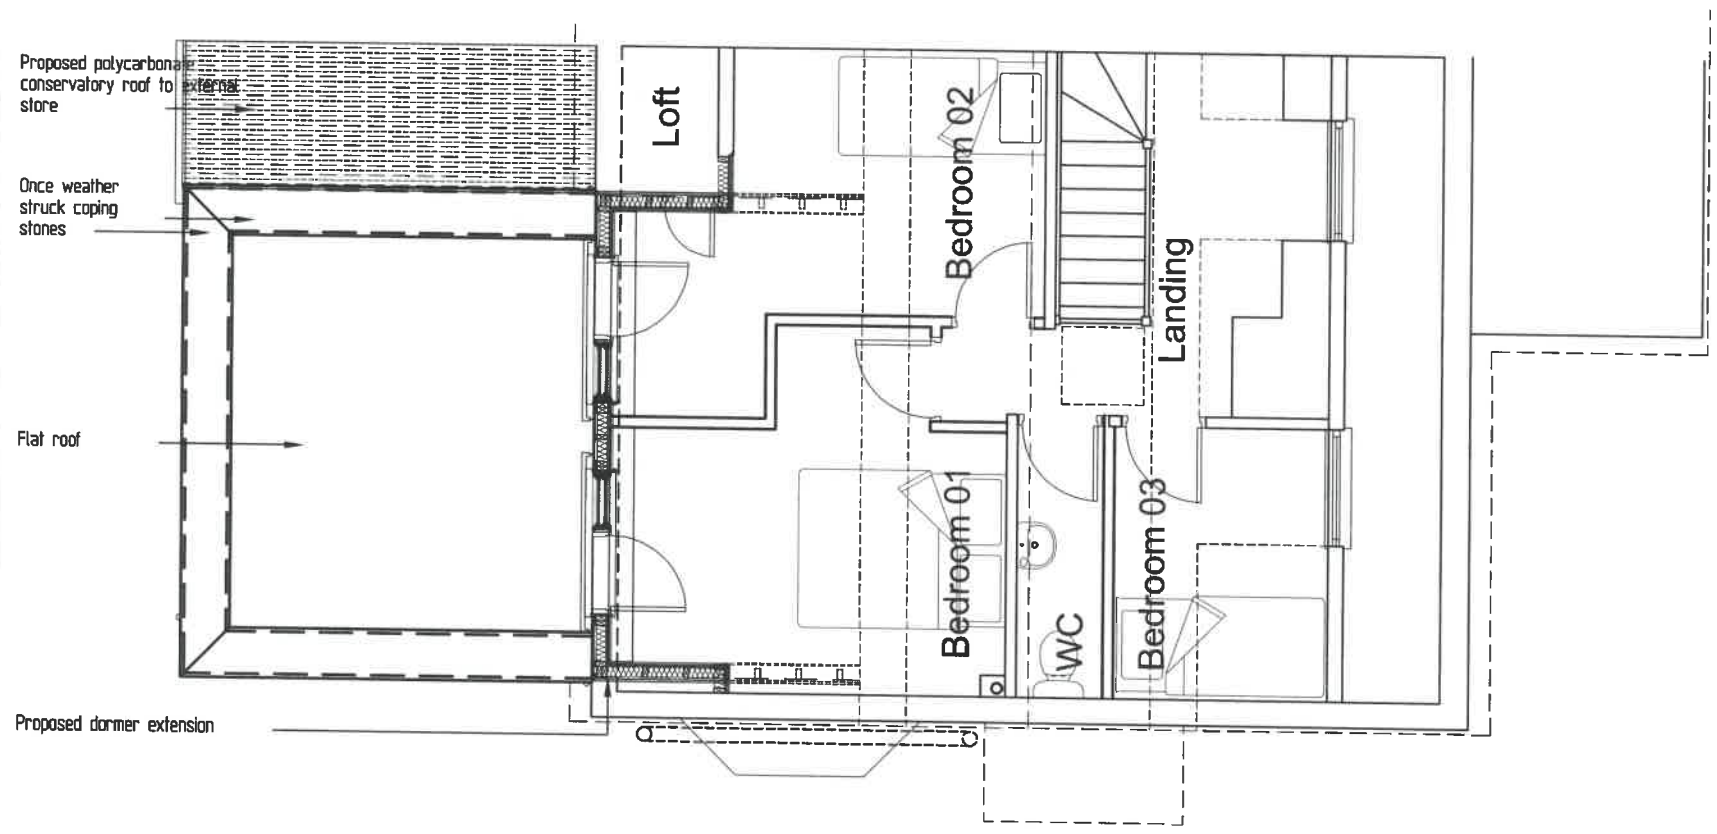 Proposed polycarbonate
conservatory roof to external
store
Once weather
struck coping
stones
Flat roof
Proposed dormer extension
Loft
Bedroom 02
Landing
Bedroom 01
WC
Bedroom 03